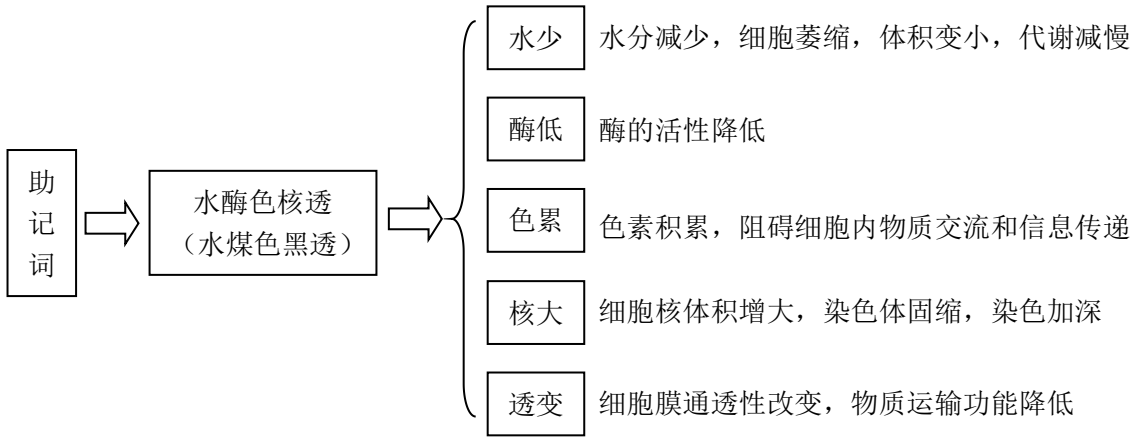 助记词
水酶色核透
（水煤色黑透）
水少 水分减少，细胞萎缩，体积变小，代谢减慢
酶低 酶的活性降低
色累 色素积累，阻碍细胞内物质交流和信息传递
核大 细胞核体积增大，染色体固缩，染色加深
透变 细胞膜通透性改变，物质运输功能降低